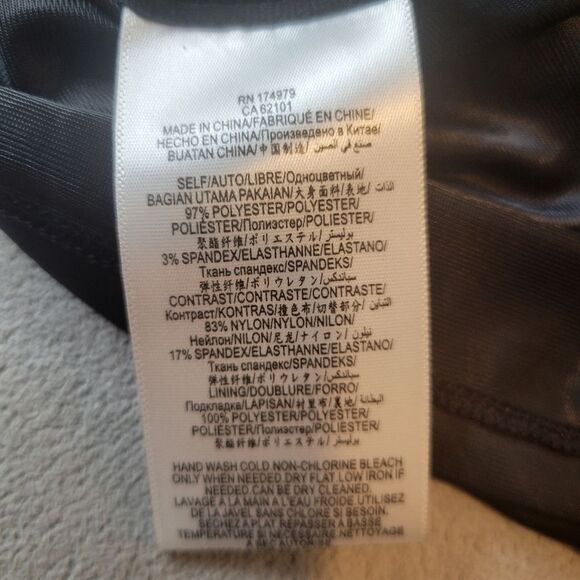 RN 174979
CA 62101
MADE IN CHINA/FABRIQUÉ EN CHINE/
HECHO EN CHINA/Произведено в Китае/
BUATAN CHINA/中国制造/صنع في الصين/
SELF/AUTO/LIBRE/Одноцветный/
BAGIAN UTAMA PAKAIAN/大身面料/表地/الذات/
97% POLYESTER/POLYESTER/
POLIÉSTER/Полиэстер/POLIESTER/
聚酯纤维/ポリエステル/بوليستر/
3% SPANDEX/ELASTHANNE/ELASTANO/
Ткань спандекс/SPANDEKS/
弹性纤维/ポリウレタン/سباندكس/
CONTRAST/CONTRASTE/CONTRASTE/
Контраст/KONTRAS/撞色布/切替部分/التباين/
83% NYLON/NYLON/NILON/
Нейлон/NILON/尼龙/ナイロン/نيلون/
17% SPANDEX/ELASTHANNE/ELASTANO/
Ткань спандекс/SPANDEKS/
弹性纤维/ポリウレタン/سباندكس/
LINING/DOUBLURE/FORRO/
Подкладка/LAPISAN/衬里布/裏地/البطانة/
100% POLYESTER/POLYESTER/
POLIÉSTER/Полиэстер/POLIESTER/
聚酯纤维/ポリエステル/بوليستر/
HAND WASH COLD NON-CHLORINE BLEACH
ONLY WHEN NEEDED DRY FLAT LOW IRON IF
NEEDED CAN BE DRY CLEANED.
LAVAGE À LA MAIN À L'EAU FROIDE UTILISEZ
DE LA JAVEL SANS CHLORE SI BESOIN,
SÉCHAGE A PLAT REPASSER A BASSE
TEMPÉRATURE SI NÉCESSAIRE NETTOYAGE
A SEC AUTORISÉ